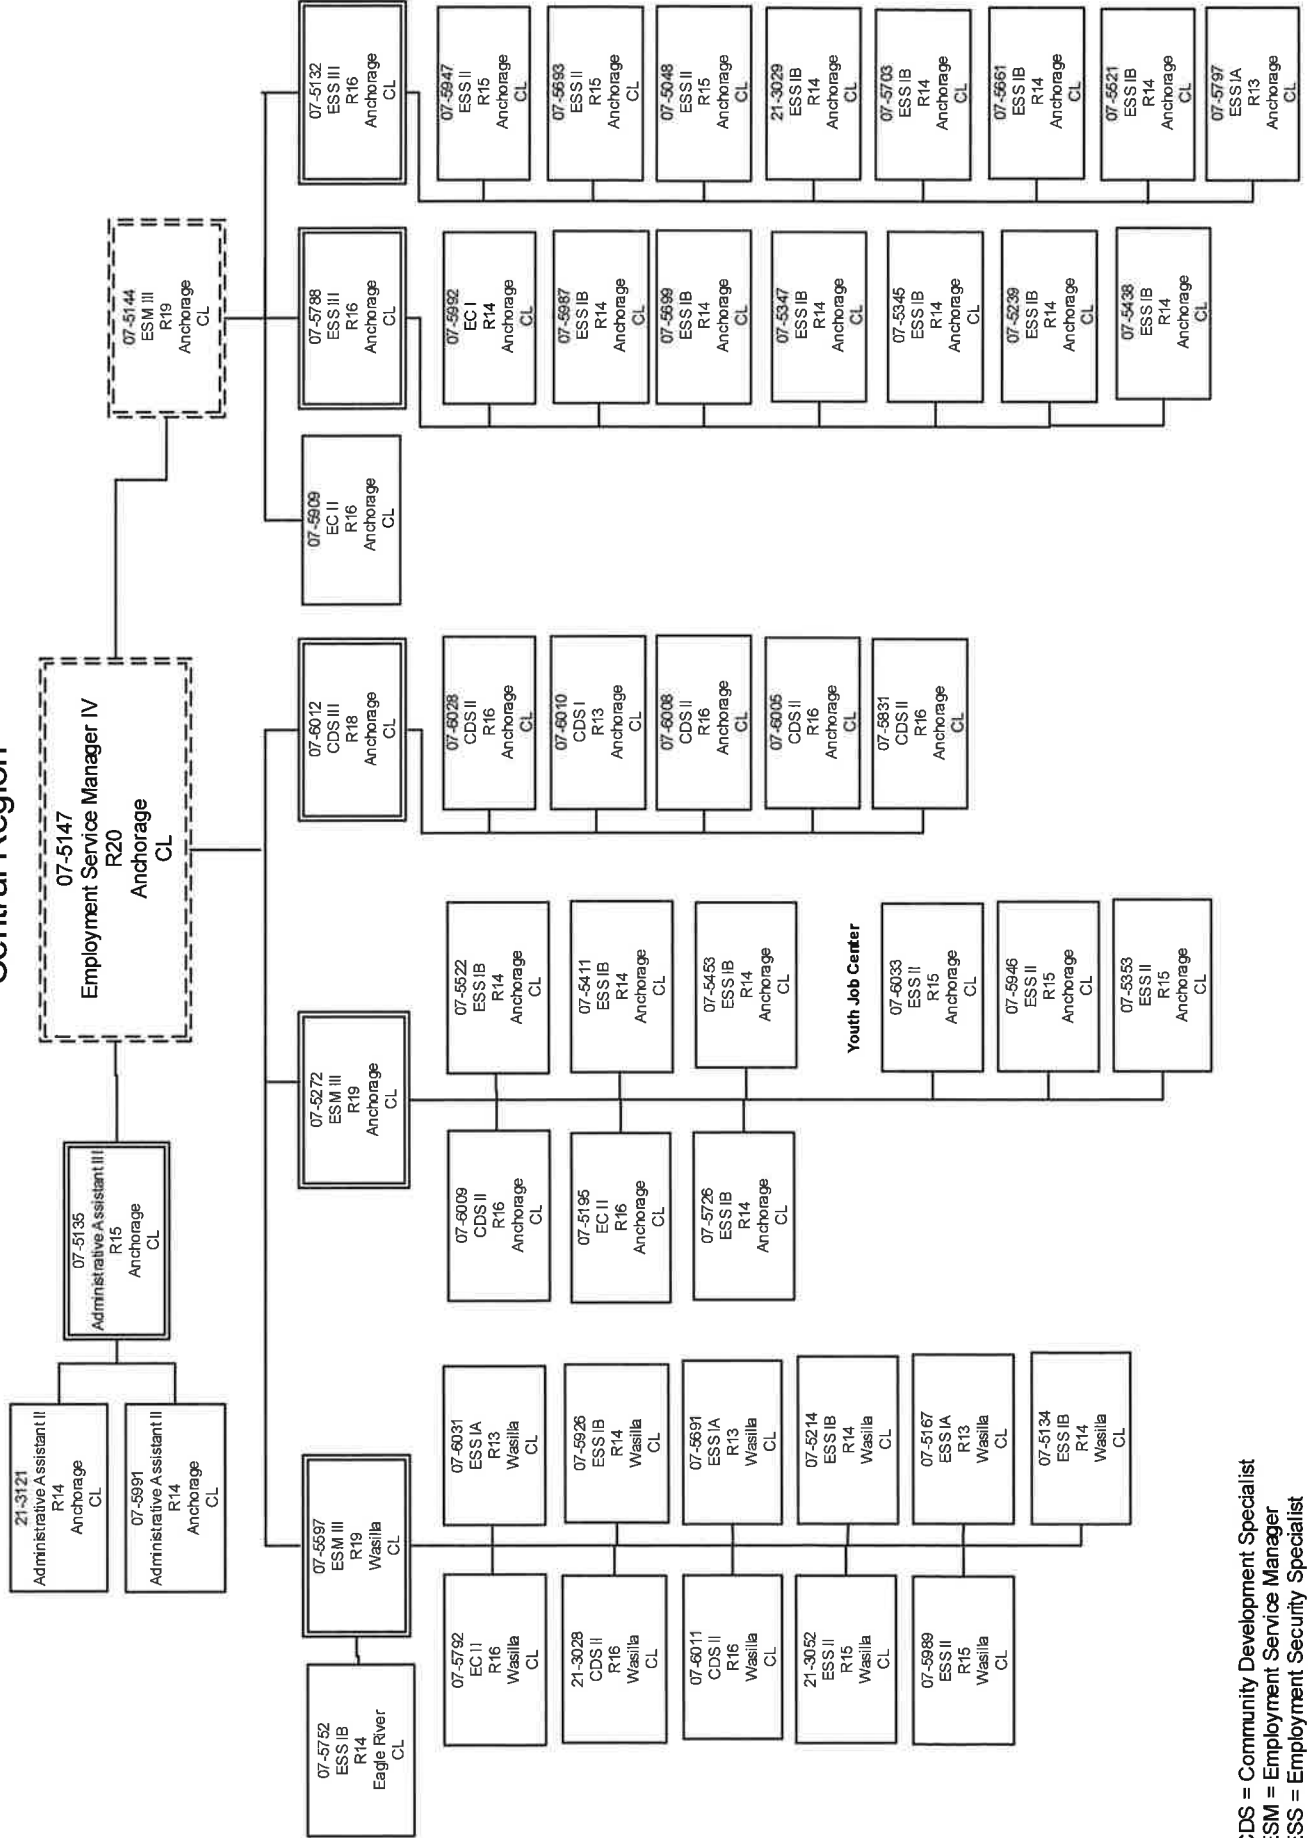 Central Region
07-5147
Employment Service Manager IV
R20
Anchorage
CL
21-3121
Administrative Assistant II
R14
Anchorage
CL
07-5991
Administrative Assistant II
R14
Anchorage
CL
07-5135
Administrative Assistant III
R15
Anchorage
CL
07-5144
ESM III
R19
Anchorage
CL
07-5752
ESS IB
R14
Eagle River
CL
07-5597
ESM III
R19
Wasilla
CL
07-5792
EC II
R16
Wasilla
CL
07-6031
ESS IA
R13
Wasilla
CL
21-3028
CDS II
R16
Wasilla
CL
07-5926
ESS IB
R14
Wasilla
CL
07-6011
CDS II
R16
Wasilla
CL
07-5691
ESS IA
R13
Wasilla
CL
21-3052
ESS II
R15
Wasilla
CL
07-5214
ESS IB
R14
Wasilla
CL
07-5989
ESS II
R15
Wasilla
CL
07-5167
ESS IA
R13
Wasilla
CL
07-5134
ESS IB
R14
Wasilla
CL
07-5272
ESM III
R19
Anchorage
CL
07-6009
CDS II
R16
Anchorage
CL
07-5522
ESS IB
R14
Anchorage
CL
07-5195
EC II
R16
Anchorage
CL
07-5411
ESS IB
R14
Anchorage
CL
07-5726
ESS IB
R14
Anchorage
CL
07-5453
ESS IB
R14
Anchorage
CL
Youth Job Center
07-6033
ESS II
R15
Anchorage
CL
07-5946
ESS II
R15
Anchorage
CL
07-5353
ESS II
R15
Anchorage
CL
07-6012
CDS III
R18
Anchorage
CL
07-6028
CDS II
R16
Anchorage
CL
07-6010
CDS I
R13
Anchorage
CL
07-6008
CDS II
R16
Anchorage
CL
07-6005
CDS II
R16
Anchorage
CL
07-5831
CDS II
R16
Anchorage
CL
07-5909
EC II
R16
Anchorage
CL
07-5788
ESS III
R16
Anchorage
CL
07-5992
EC I
R14
Anchorage
CL
07-5987
ESS IB
R14
Anchorage
CL
07-5699
ESS IB
R14
Anchorage
CL
07-5347
ESS IB
R14
Anchorage
CL
07-5345
ESS IB
R14
Anchorage
CL
07-5239
ESS IB
R14
Anchorage
CL
07-5438
ESS IB
R14
Anchorage
CL
07-5132
ESS III
R16
Anchorage
CL
07-5947
ESS II
R15
Anchorage
CL
07-5693
ESS II
R15
Anchorage
CL
07-5048
ESS II
R15
Anchorage
CL
21-3029
ESS IB
R14
Anchorage
CL
07-5703
ESS IB
R14
Anchorage
CL
07-5661
ESS IB
R14
Anchorage
CL
07-5521
ESS IB
R14
Anchorage
CL
07-5797
ESS IA
R13
Anchorage
CL
CDS = Community Development Specialist
ESM = Employment Service Manager
ESS = Employment Security Specialist